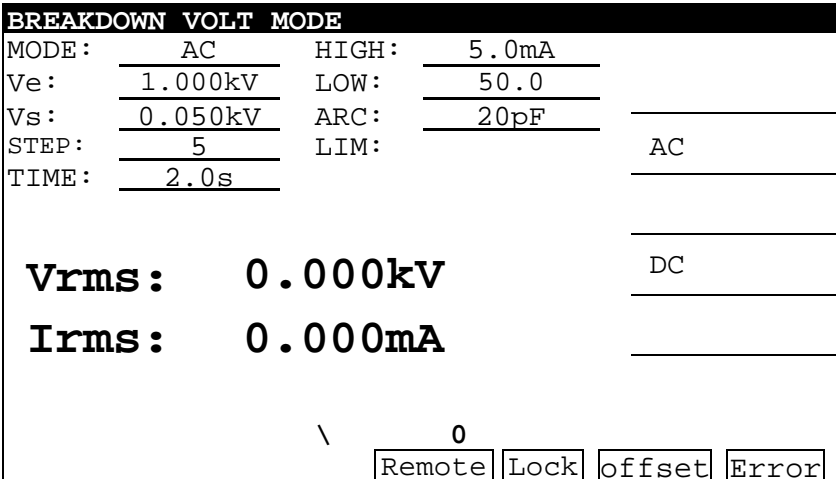 BREAKDOWN VOLT MODE
MODE: AC HIGH: 5.0mA
Ve: 1.000kV LOW: 50.0
Vs: 0.050kV ARC: 20pF
STEP: 5 LIM: AC
TIME: 2.0s
Vrms: 0.000kV DC
Irms: 0.000mA
\ 0
Remote Lock offset Error